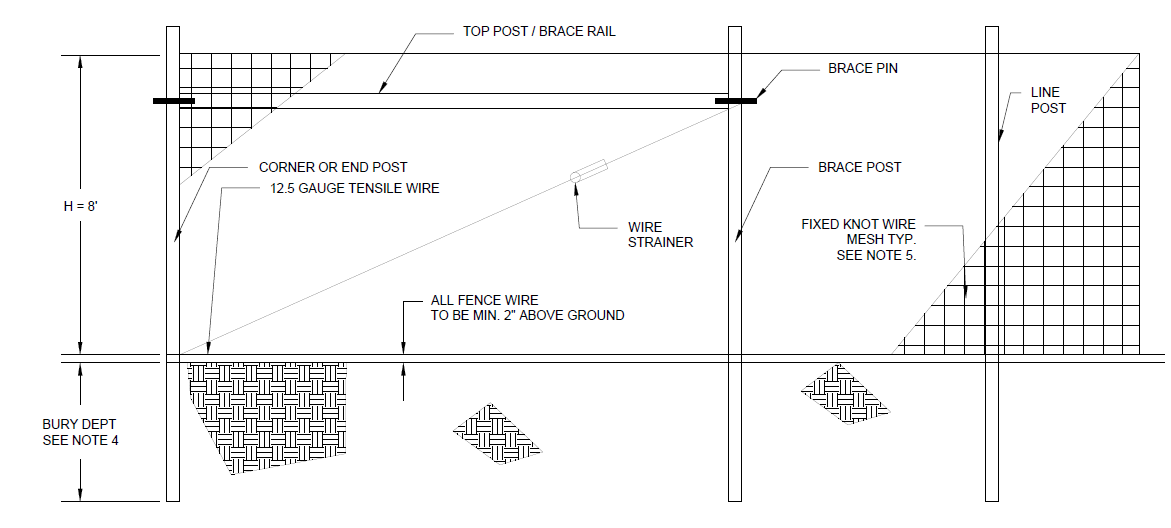 TOP POST / BRACE RAIL
BRACE PIN
LINE
POST
CORNER OR END POST
12.5 GAUGE TENSILE WIRE
BRACE POST
H = 8'
WIRE
STRAINER
FIXED KNOT WIRE
MESH TYP.
SEE NOTE 5.
ALL FENCE WIRE
TO BE MIN. 2" ABOVE GROUND
BURY DEPT
SEE NOTE 4